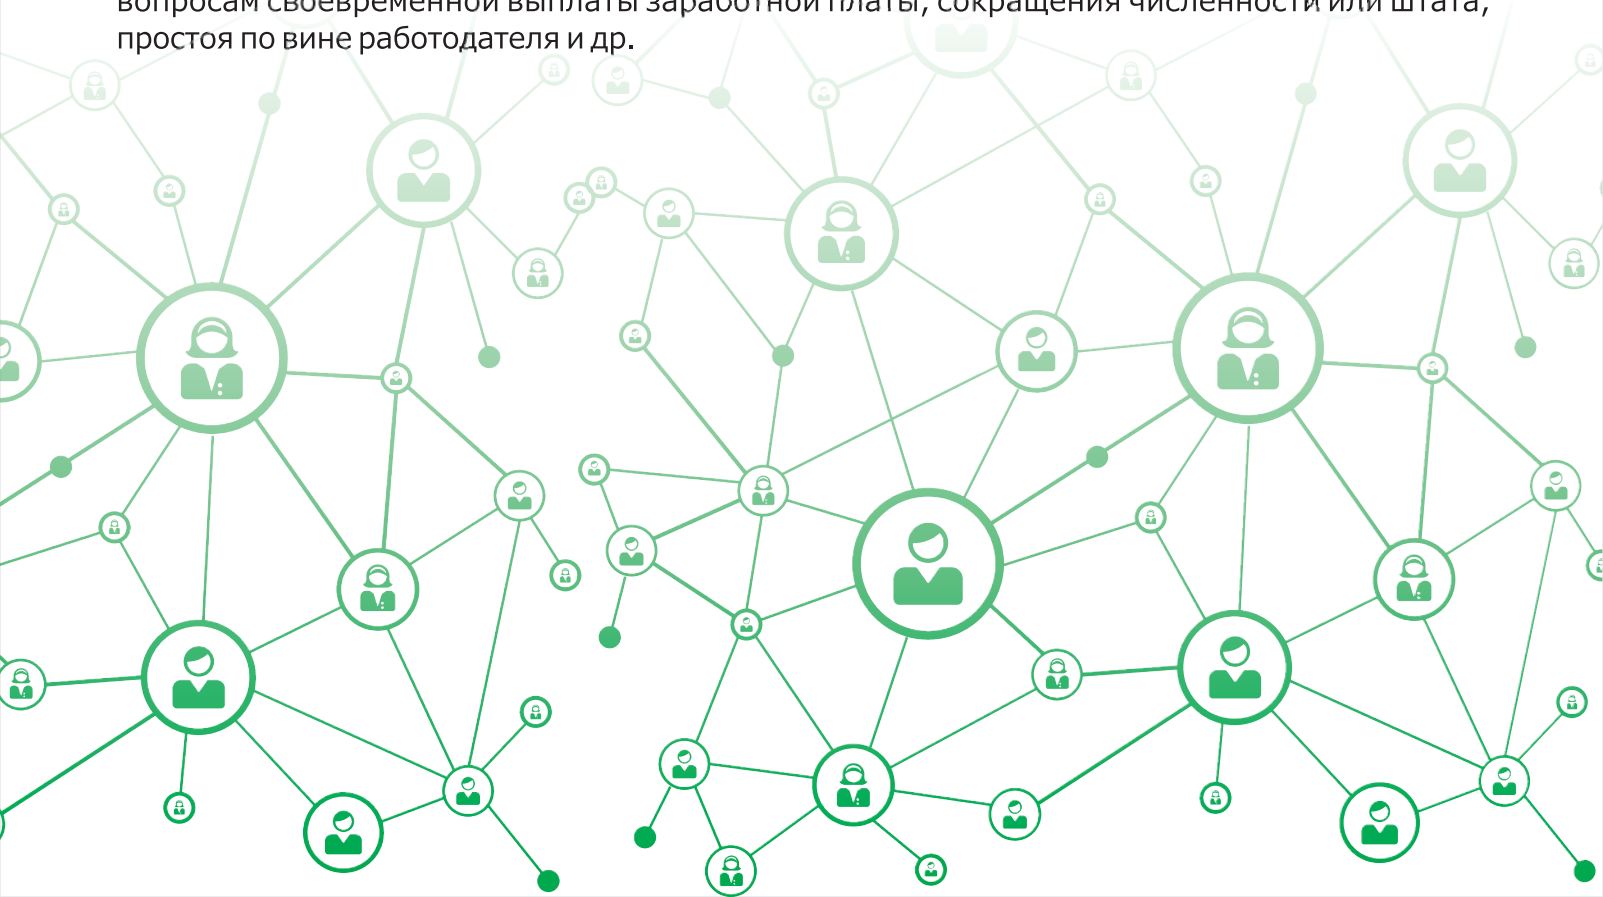 вопросам своевременной выплаты заработной платы, сокращения численности или штата,
простоя по вине работодателя и др.